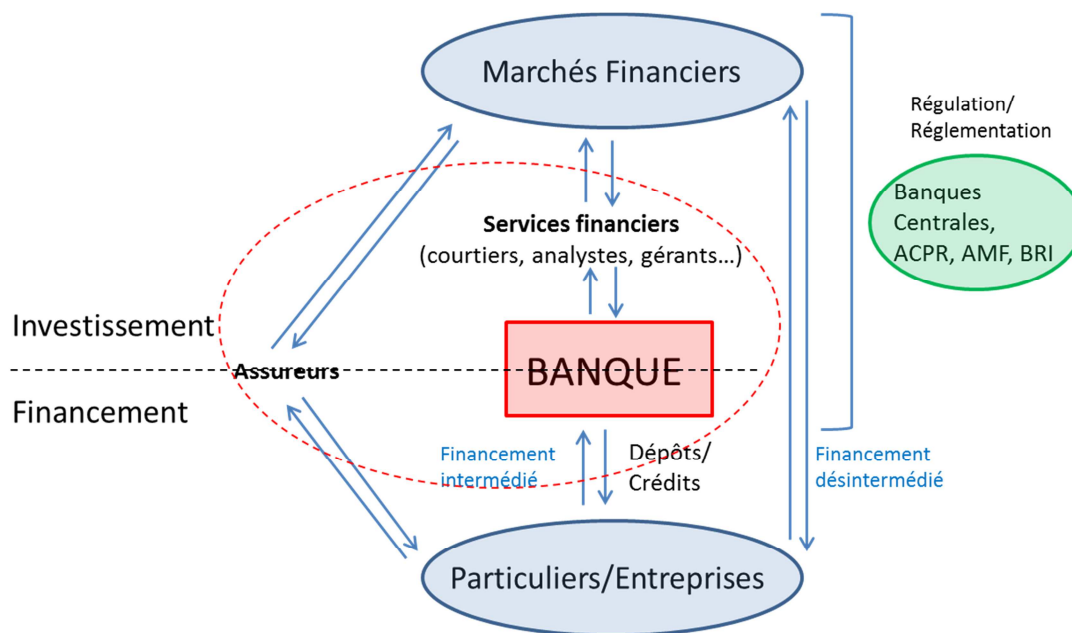 Marchés Financiers
Régulation/
Réglementation
Banques
Centrales,
ACPR, AMF, BRI
Services financiers
(courtiers, analystes, gérants...)
Investissement
Assureurs
BANQUE
Financement
Financement
intermédié
Dépôts/
Crédits
Financement
désintermédié
Particuliers/Entreprises